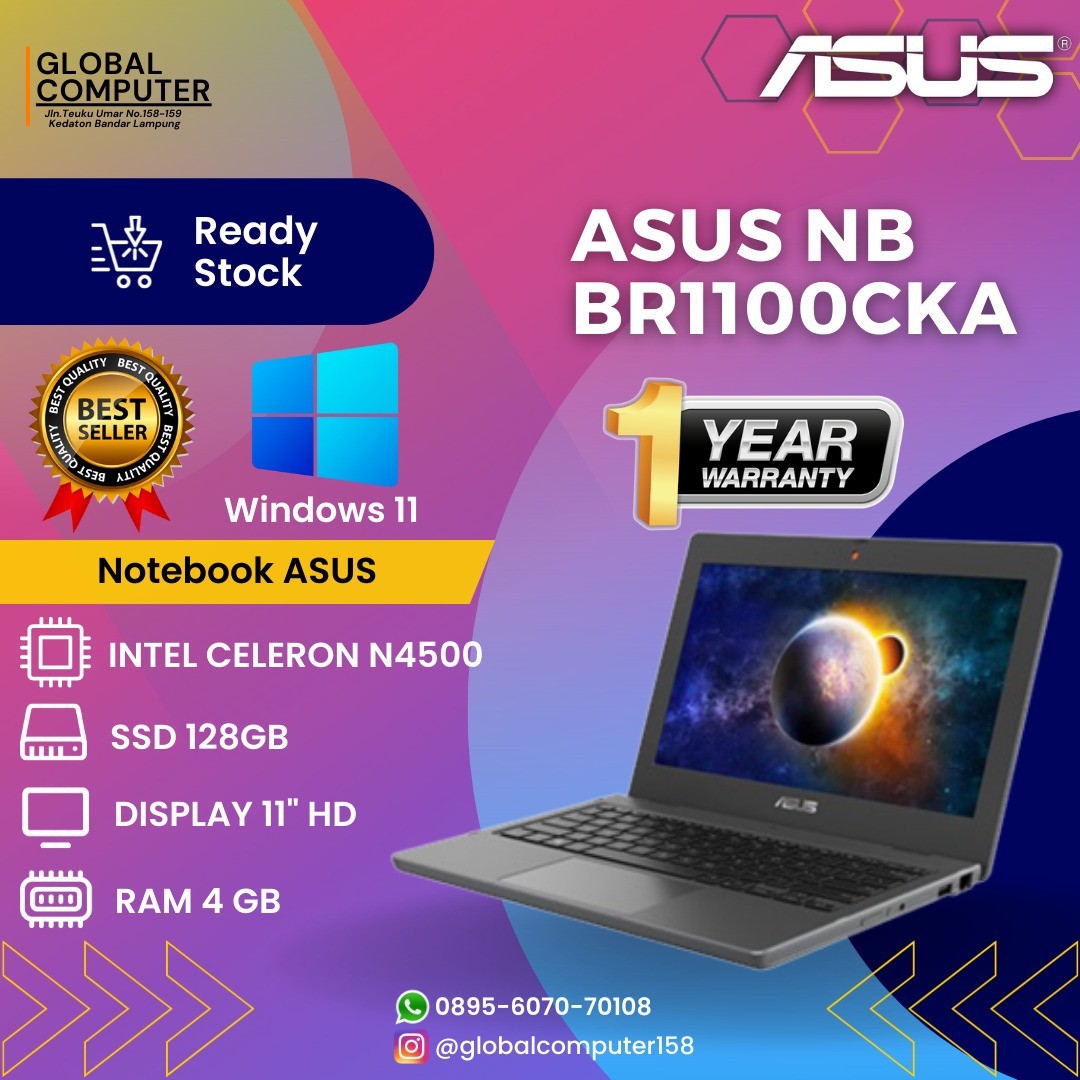 GLOBAL
COMPUTER
Jln.Teuku Umar No.158-159
Kedaton Bandar Lampung
ASUS®
Ready
Stock
ASUS NB
BR1100CKA
BEST QUALITY BEST QUALITY BEST QUALITY BEST QUALITY BEST QUALITY
BEST
SELLER
Windows 11
1 YEAR
WARRANTY
Notebook ASUS
INTEL CELERON N4500
SSD 128GB
DISPLAY 11" HD
RAM 4 GB
ASUS
0895-6070-70108
@globalcomputer158